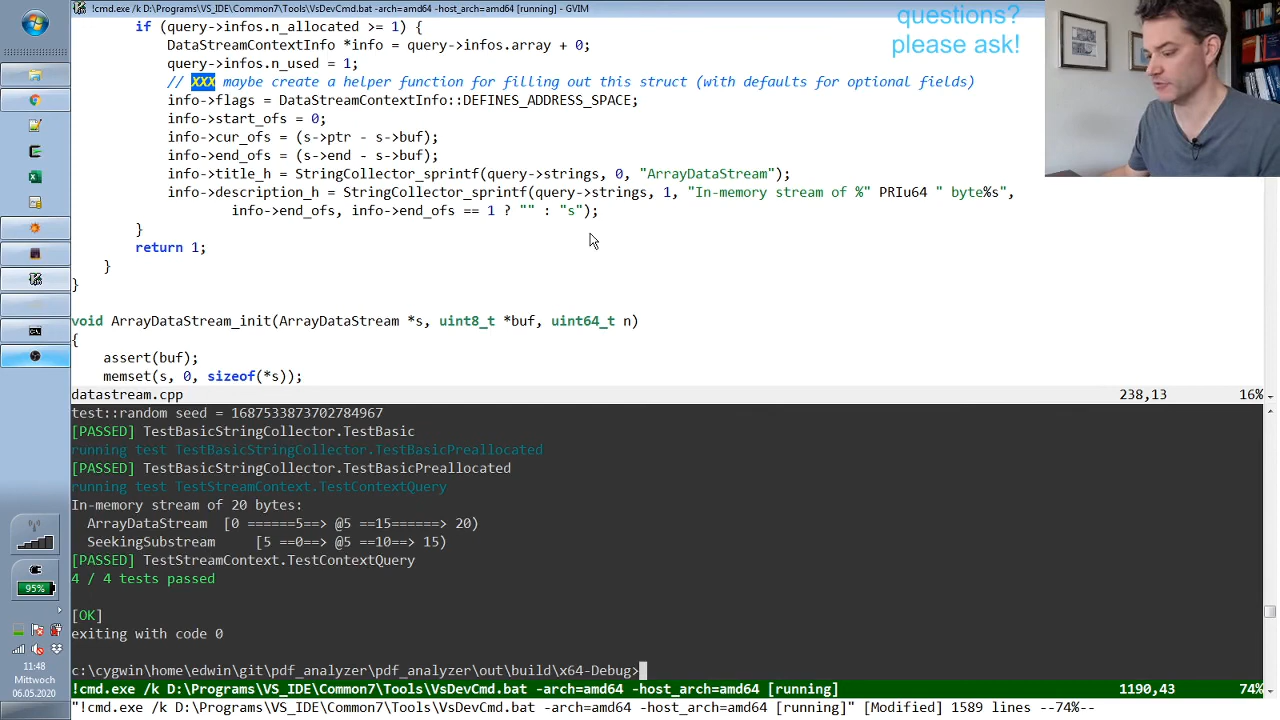 !cmd.exe /k D:\Programs\VS_IDE\Common7\Tools\VsDevCmd.bat -arch=amd64 -host_arch=amd64 [running] - GVIM
questions?
please ask!
if (query->infos.n_allocated >= 1) {
DataStreamContextInfo *info = query->infos.array + 0;
query->infos.n_used = 1;
// XXX maybe create a helper function for filling out this struct (with defaults for optional fields)
info->flags = DataStreamContextInfo::DEFINES_ADDRESS_SPACE;
info->start_ofs = 0;
info->cur_ofs = (s->ptr - s->buf);
info->end_ofs = (s->end - s->buf);
info->title_h = StringCollector_sprintf(query->strings, 0, "ArrayDataStream");
info->description_h = StringCollector_sprintf(query->strings, 1, "In-memory stream of %" PRIu64 " byte%s",
info->end_ofs, info->end_ofs == 1 ? "" : "s");
}
return 1;
}
}
void ArrayDataStream_init(ArrayDataStream *s, uint8_t *buf, uint64_t n)
{
assert(buf);
memset(s, 0, sizeof(*s));
datastream.cpp 238,13 16%
test::random seed = 1687533873702784967
[PASSED] TestBasicStringCollector.TestBasic
running test TestBasicStringCollector.TestBasicPreallocated
[PASSED] TestBasicStringCollector.TestBasicPreallocated
running test TestStreamContext.TestContextQuery
In-memory stream of 20 bytes:
ArrayDataStream [0 ======5==> @5 ==15======> 20)
SeekingSubstream [5 ==0==> @5 ==10==> 15)
[PASSED] TestStreamContext.TestContextQuery
4 / 4 tests passed
[OK]
exiting with code 0
c:\cygwin\home\edwin\git\pdf_analyzer\pdf_analyzer\out\build\x64-Debug>
!cmd.exe /k D:\Programs\VS_IDE\Common7\Tools\VsDevCmd.bat -arch=amd64 -host_arch=amd64 [running] 1190,43 74%
"!cmd.exe /k D:\Programs\VS_IDE\Common7\Tools\VsDevCmd.bat -arch=amd64 -host_arch=amd64 [running]" [Modified] 1589 lines --74%--
95%
11:48
Mittwoch
06.05.2020